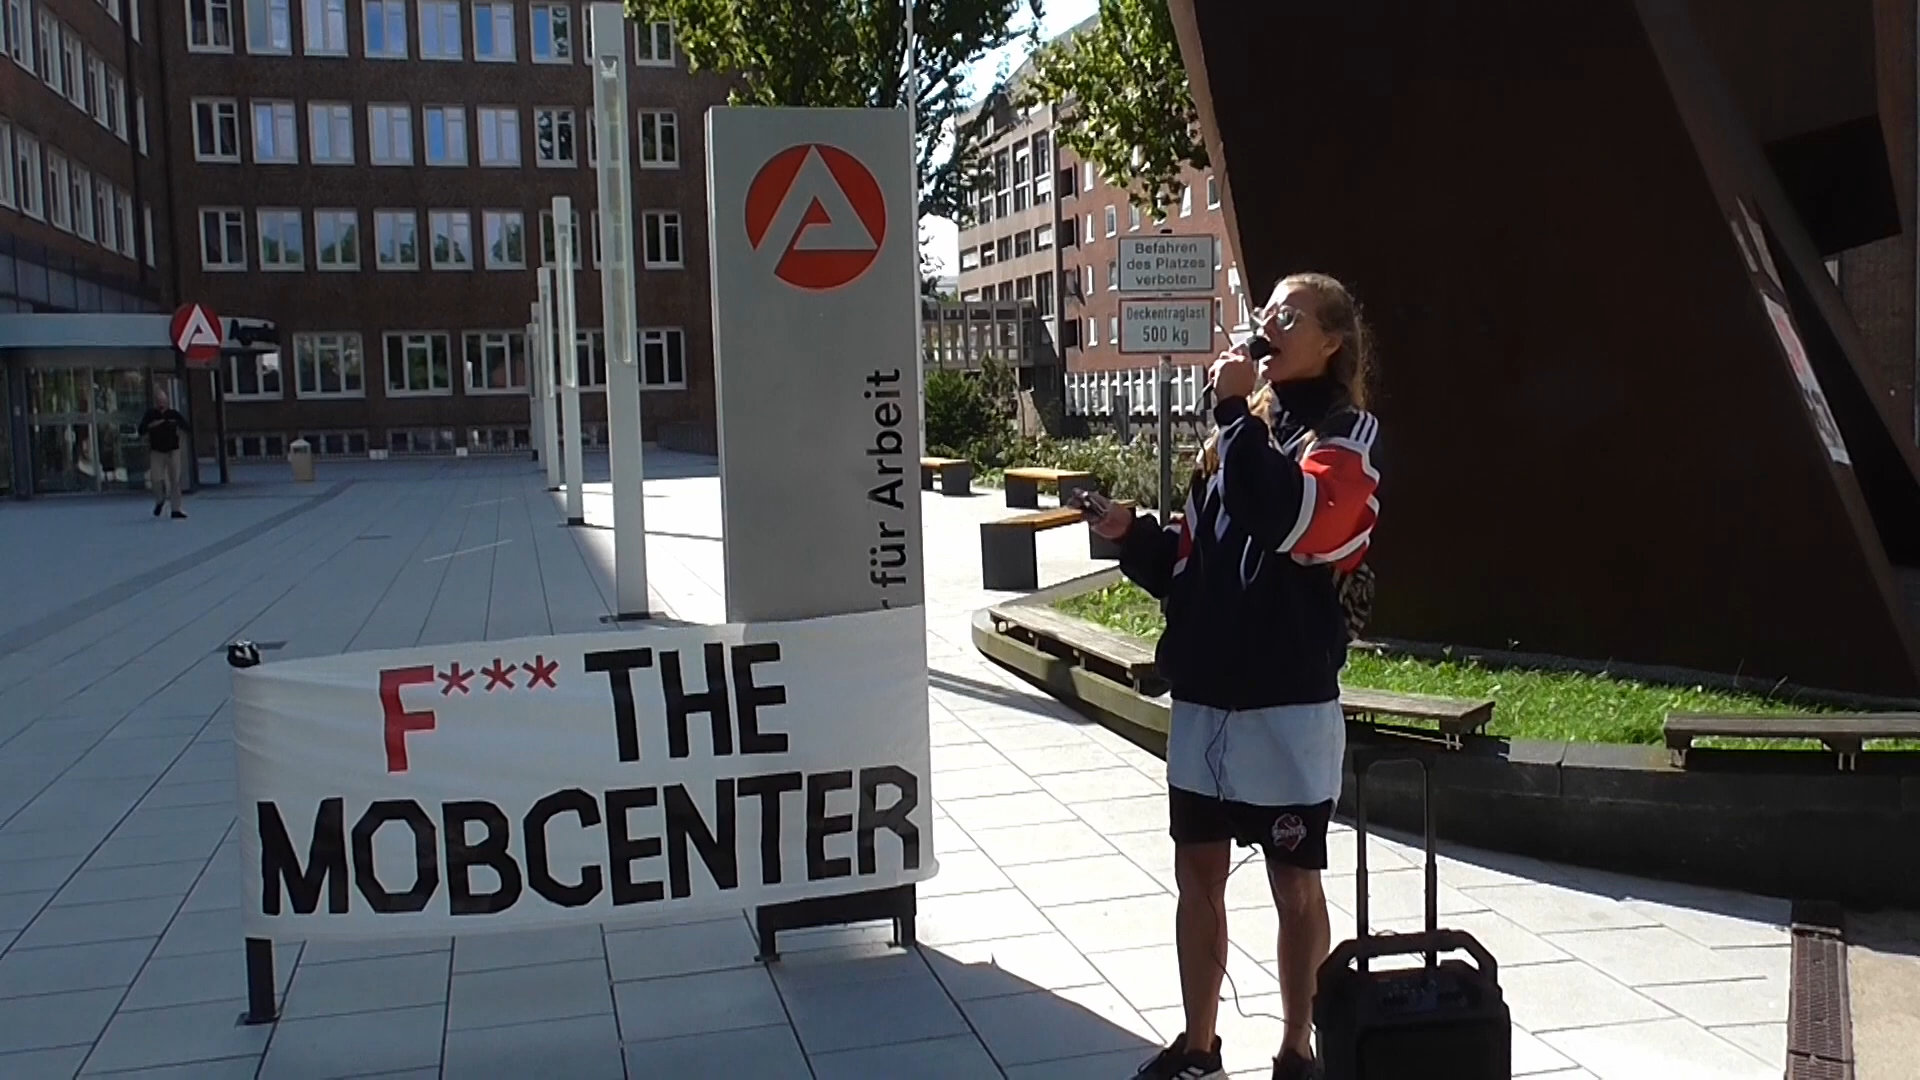 für Arbeit
Befahren
des Platzes
verboten
Deckentraglast
500 kg
F*** THE
MOBCENTER